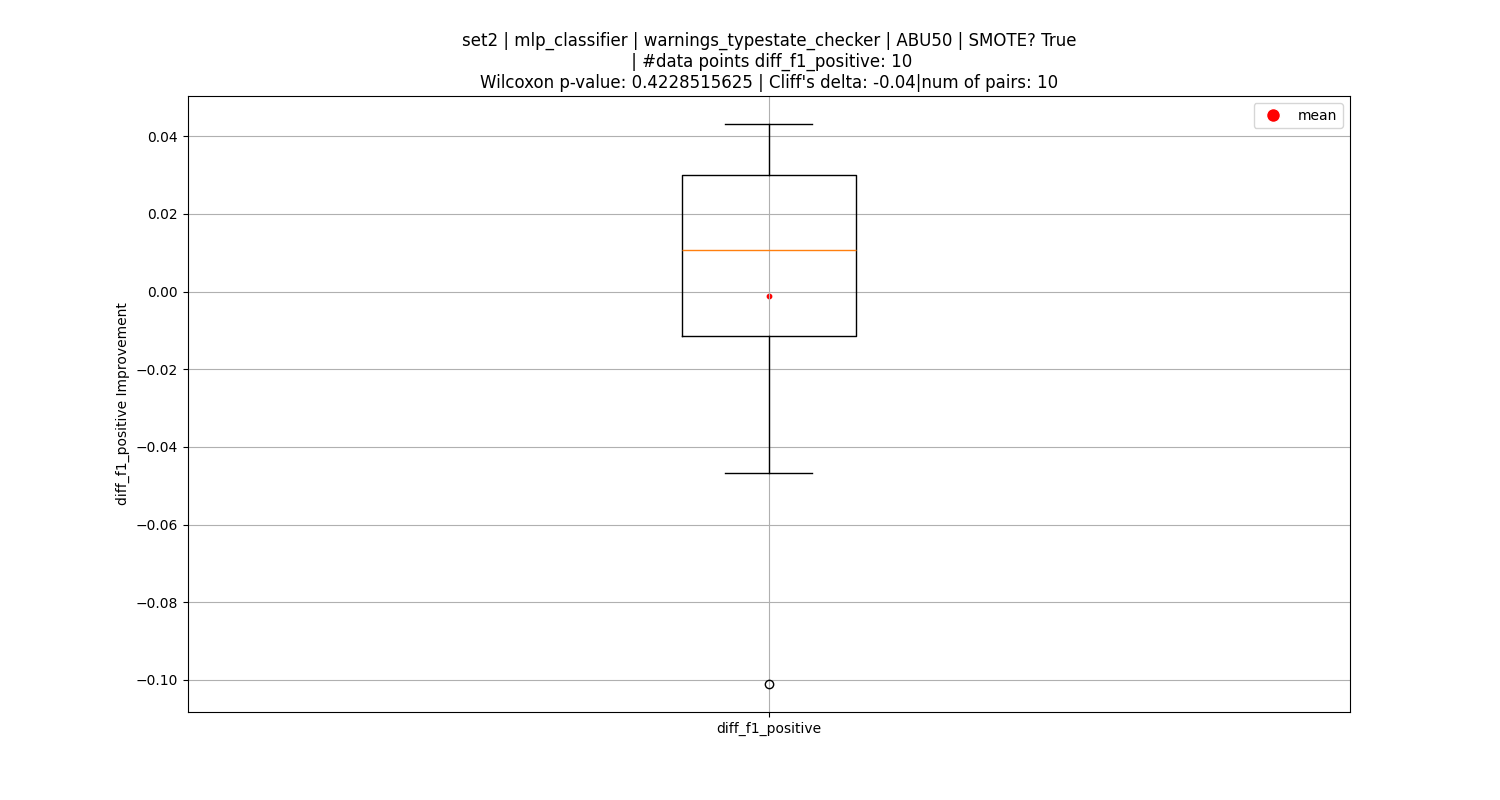 set2 | mlp_classifier | warnings_typestate_checker | ABU50 | SMOTE? True
| #data points diff_f1_positive: 10
Wilcoxon p-value: 0.4228515625 | Cliff's delta: -0.04|num of pairs: 10
mean
0.04
0.02
0.00
−0.02
−0.04
−0.06
−0.08
−0.10
diff_f1_positive Improvement
diff_f1_positive